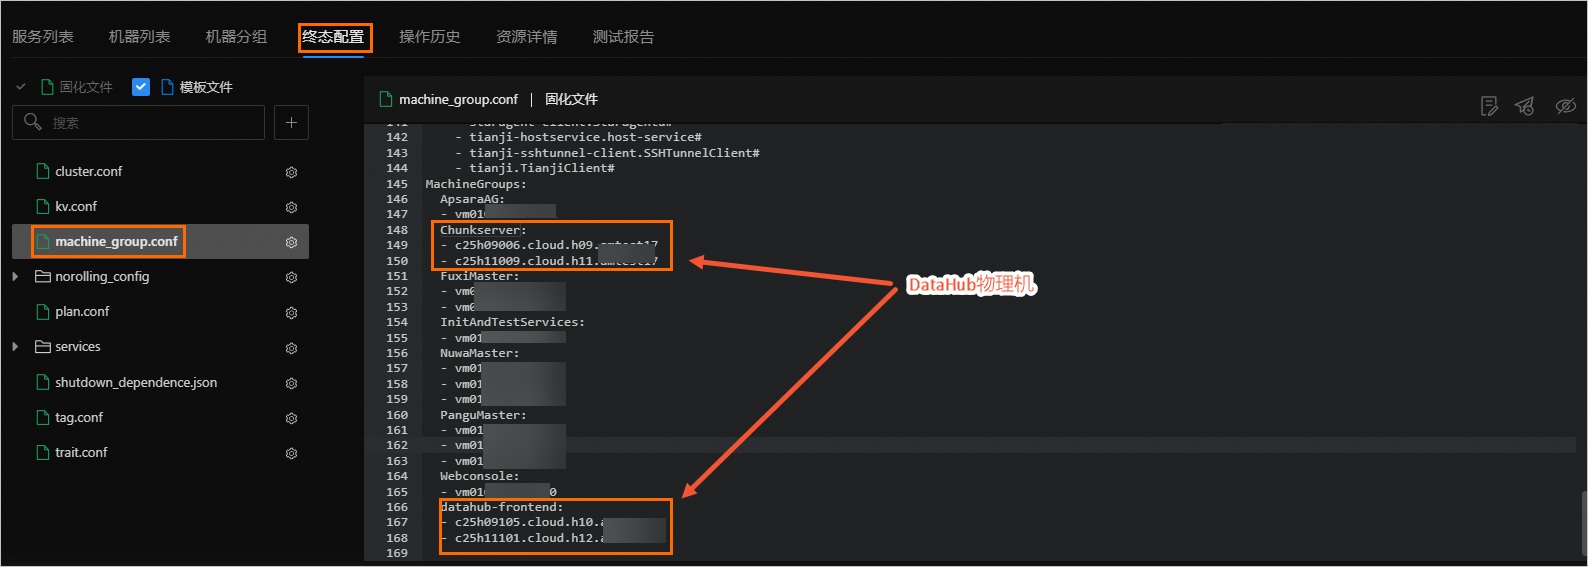 服务列表 机器列表 机器分组 终态配置 操作历史 资源详情 测试报告
固化文件 模板文件
搜索
cluster.conf
kv.conf
machine_group.conf
norolling_config
plan.conf
services
shutdown_dependence.json
tag.conf
trait.conf
machine_group.conf | 固化文件
141
142 - tianji-hostservice.host-service#
143 - tianji-sshtunnel-client.SSHTunnelClient#
144 - tianji.TianjiClient#
145 MachineGroups:
146 ApsaraAG:
147 - vm01
148 Chunkserver:
149 - c25h09006.cloud.h09.
150 - c25h11009.cloud.h11.
151 FuxiMaster:
152 - vm0
153 - vm0
154 InitAndTestServices:
155 - vm01
156 NuwaMaster:
157 - vm01
158 - vm01
159 - vm01
160 PanguMaster:
161 - vm01
162 - vm01
163 - vm01
164 Webconsole:
165 - vm01 0
166 datahub-frontend:
167 - c25h09105.cloud.h10.
168 - c25h11101.cloud.h12.
169
DataHub物理机